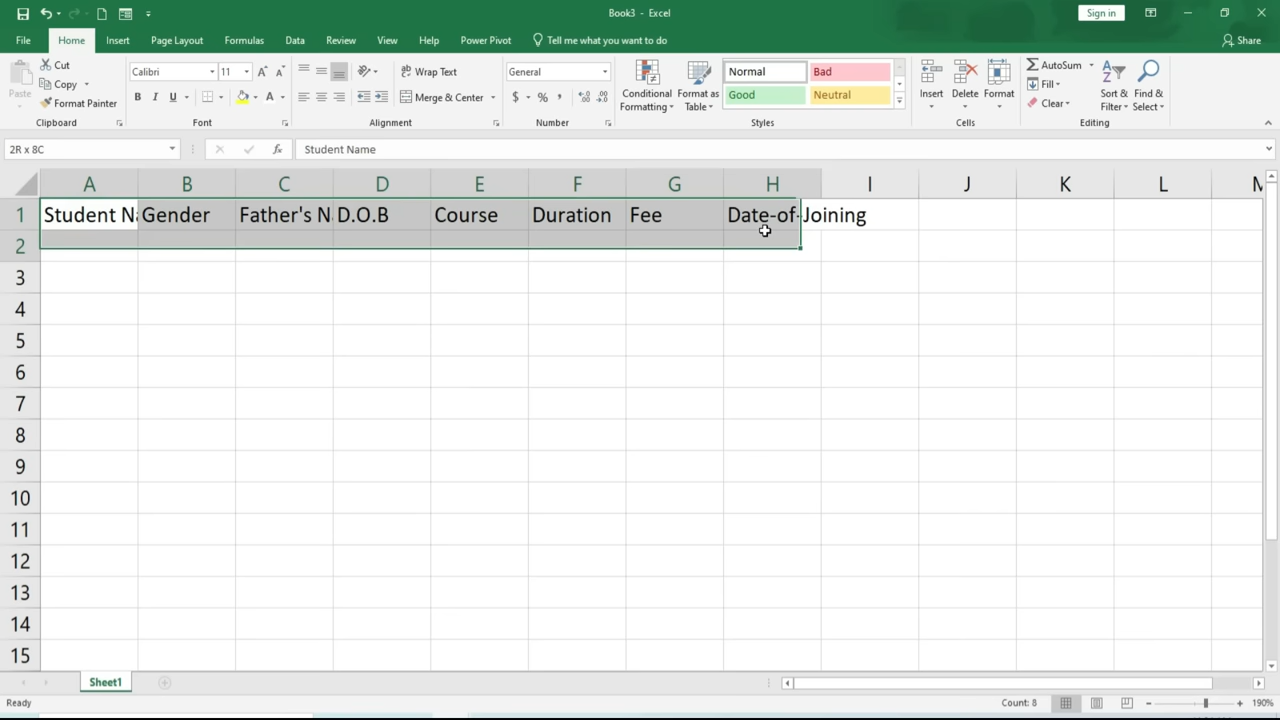 Book3 - Excel
Sign in
File Home Insert Page Layout Formulas Data Review View Help Power Pivot Tell me what you want to do Share
Paste
Cut
Copy
Format Painter
Clipboard
Calibri 11 A A
B I U A
Font
Wrap Text
Merge & Center
Alignment
General
$ % ,
Number
Conditional Formatting
Format as Table
Normal Bad
Good Neutral
Styles
Insert Delete Format
Cells
AutoSum
Fill
Clear
Sort & Filter
Find & Select
Editing
2R x 8C fx Student Name
A B C D E F G H I J K L M
1 Student Na Gender Father's N D.O.B Course Duration Fee Date-of-Joining
2
3
4
5
6
7
8
9
10
11
12
13
14
15
Sheet1
Ready Count: 8 190%